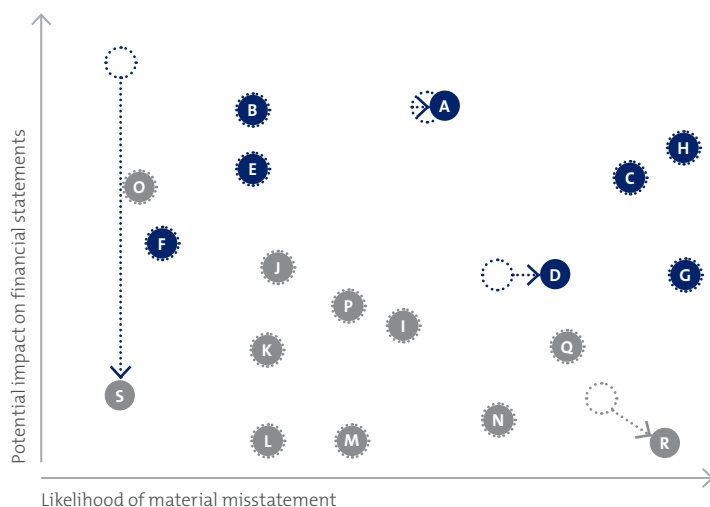 Potential impact on financial statements
A
B
H
E
C
O
F
J
D
G
P
I
K
Q
S
N
L
M
R
Likelihood of material misstatement